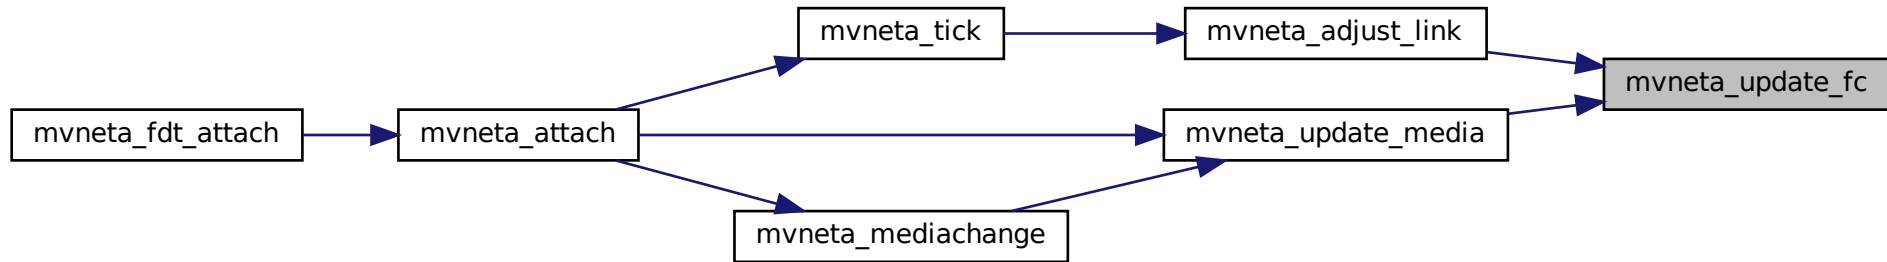 mvneta_tick
mvneta_adjust_link
mvneta_update_fc
mvneta_fdt_attach
mvneta_attach
mvneta_update_media
mvneta_mediachange